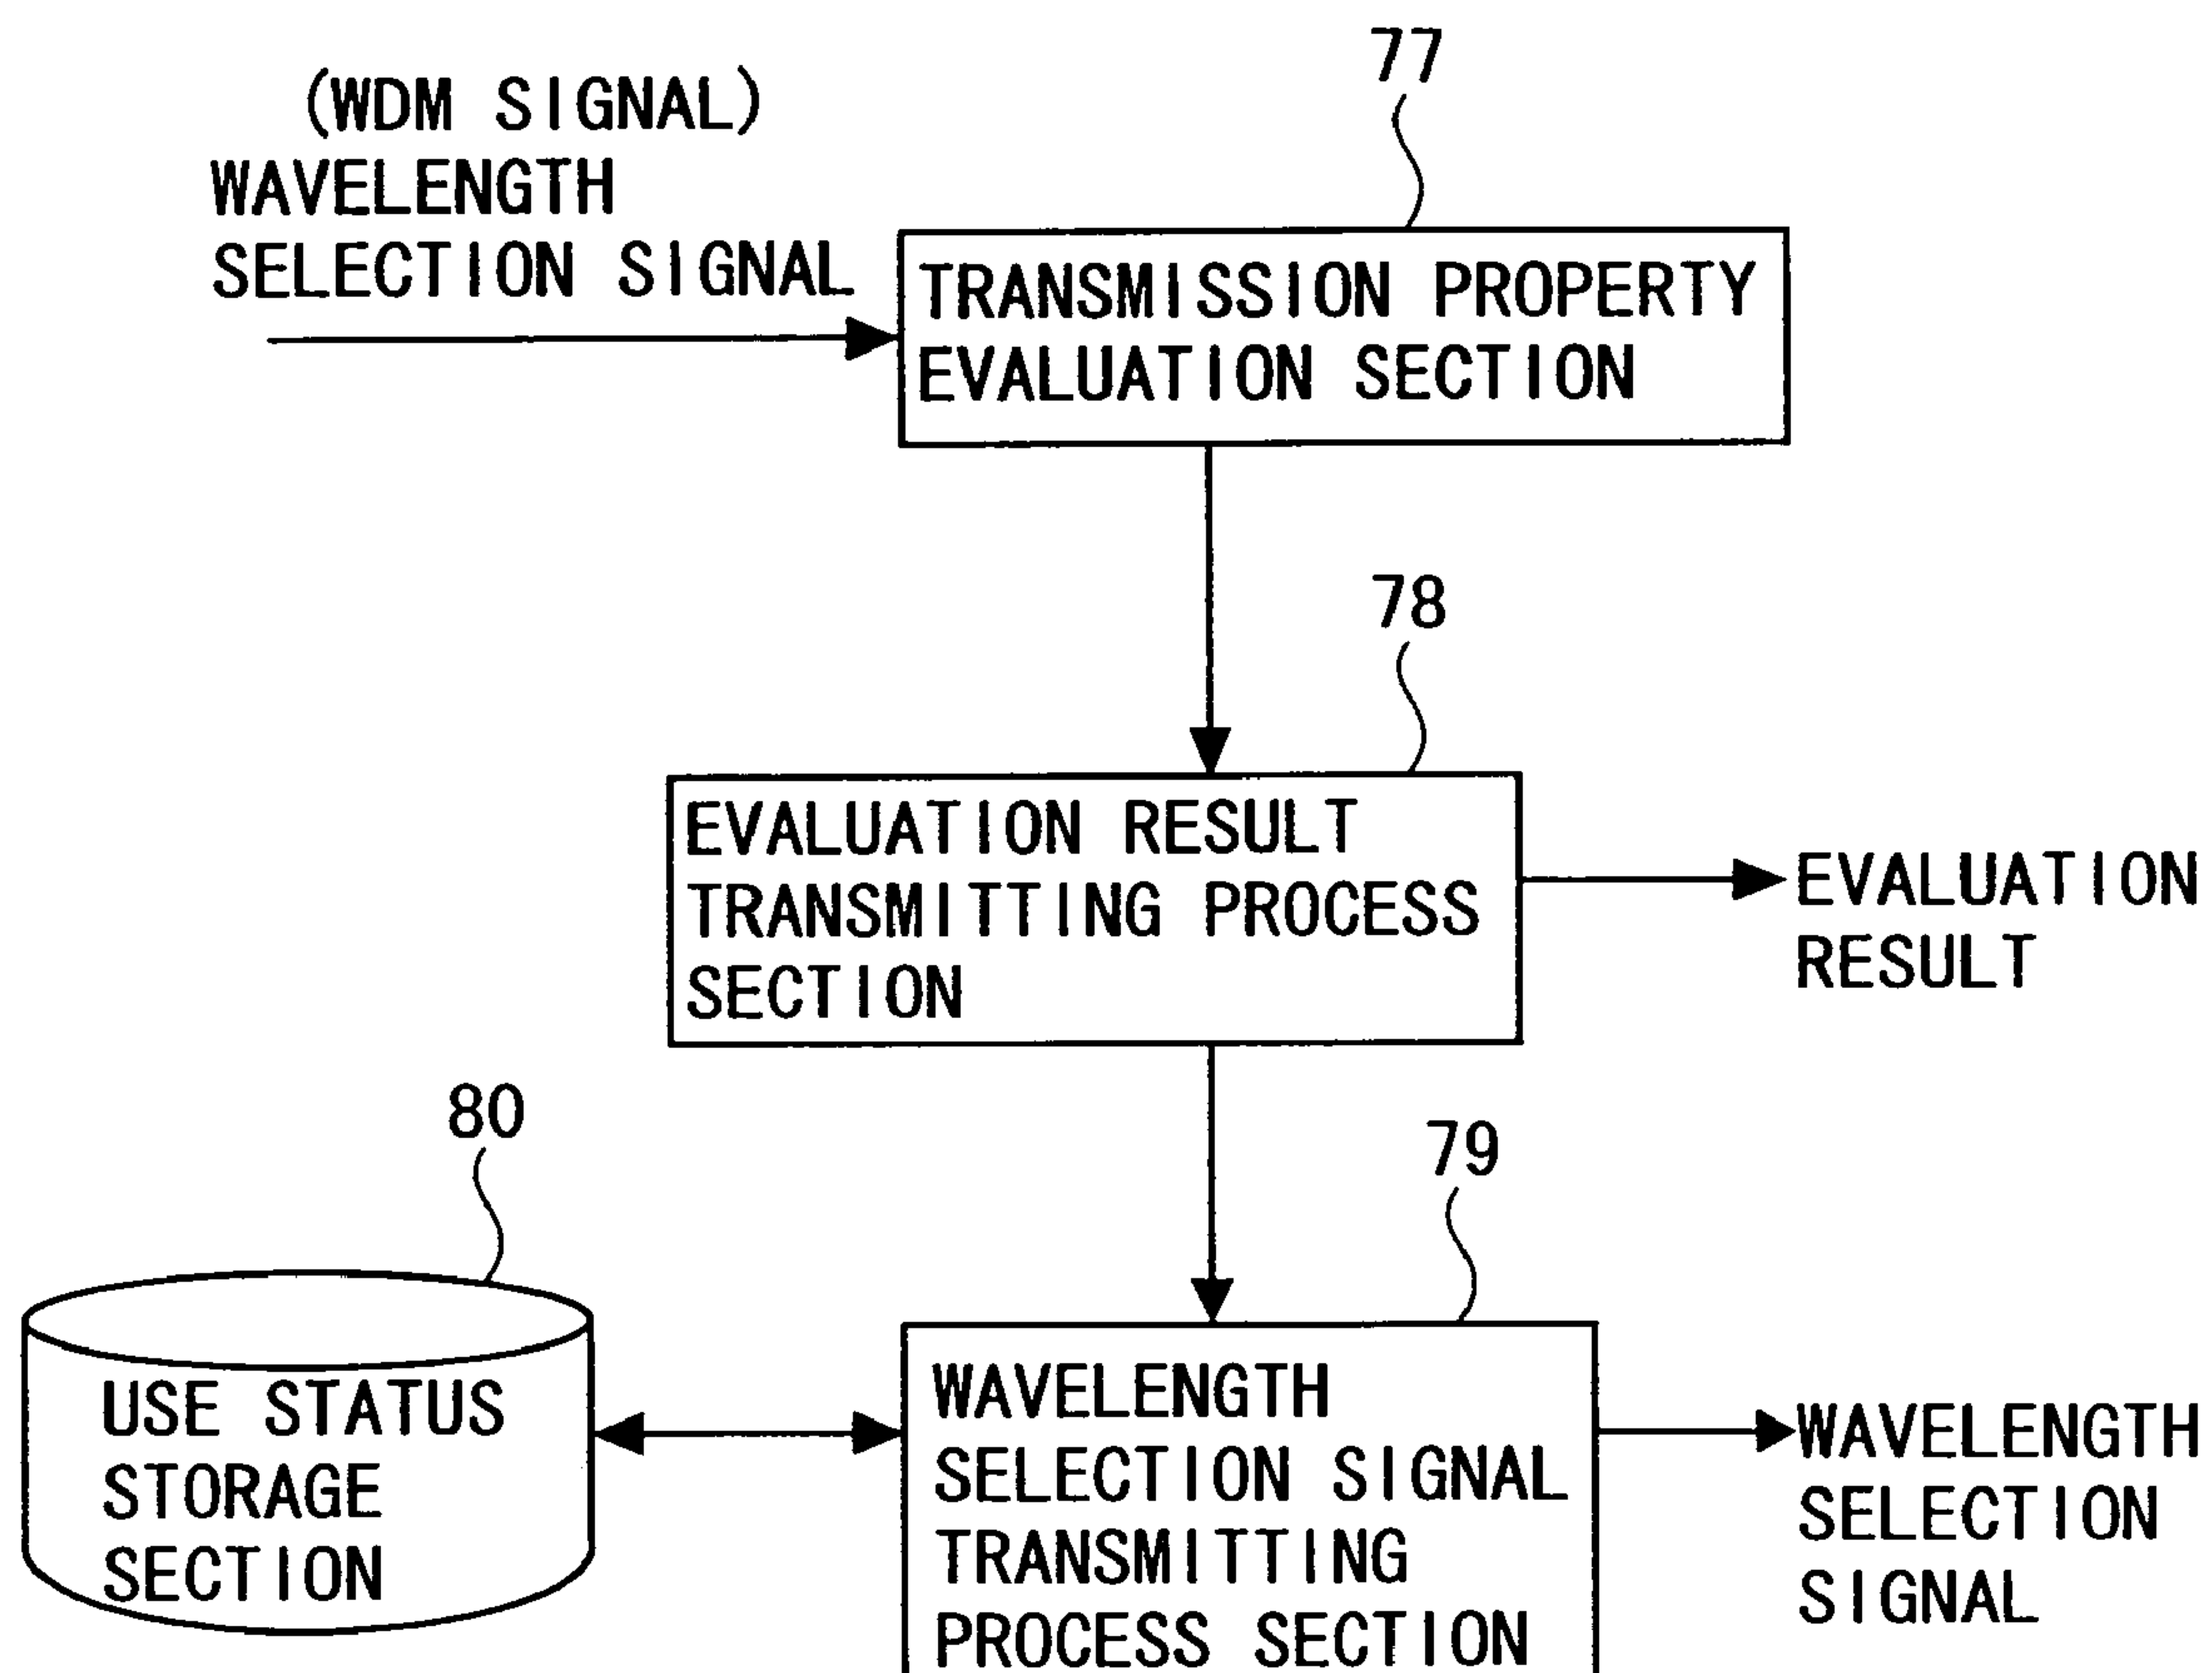 77
(WDM SIGNAL)
WAVELENGTH
SELECTION SIGNAL
TRANSMISSION PROPERTY
EVALUATION SECTION
78
EVALUATION RESULT
TRANSMITTING PROCESS
SECTION
EVALUATION
RESULT
80
79
USE STATUS
STORAGE
SECTION
WAVELENGTH
SELECTION SIGNAL
TRANSMITTING
PROCESS SECTION
WAVELENGTH
SELECTION
SIGNAL